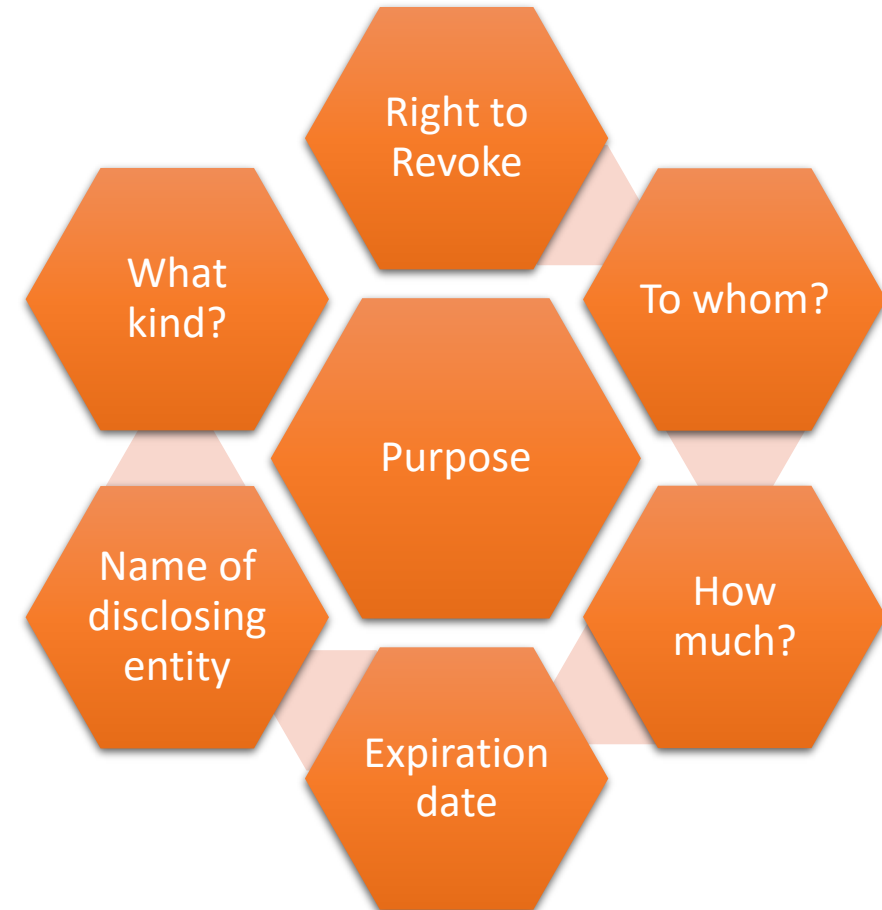 Right to
Revoke
What
kind?
To whom?
Purpose
Name of
disclosing
entity
How
much?
Expiration
date